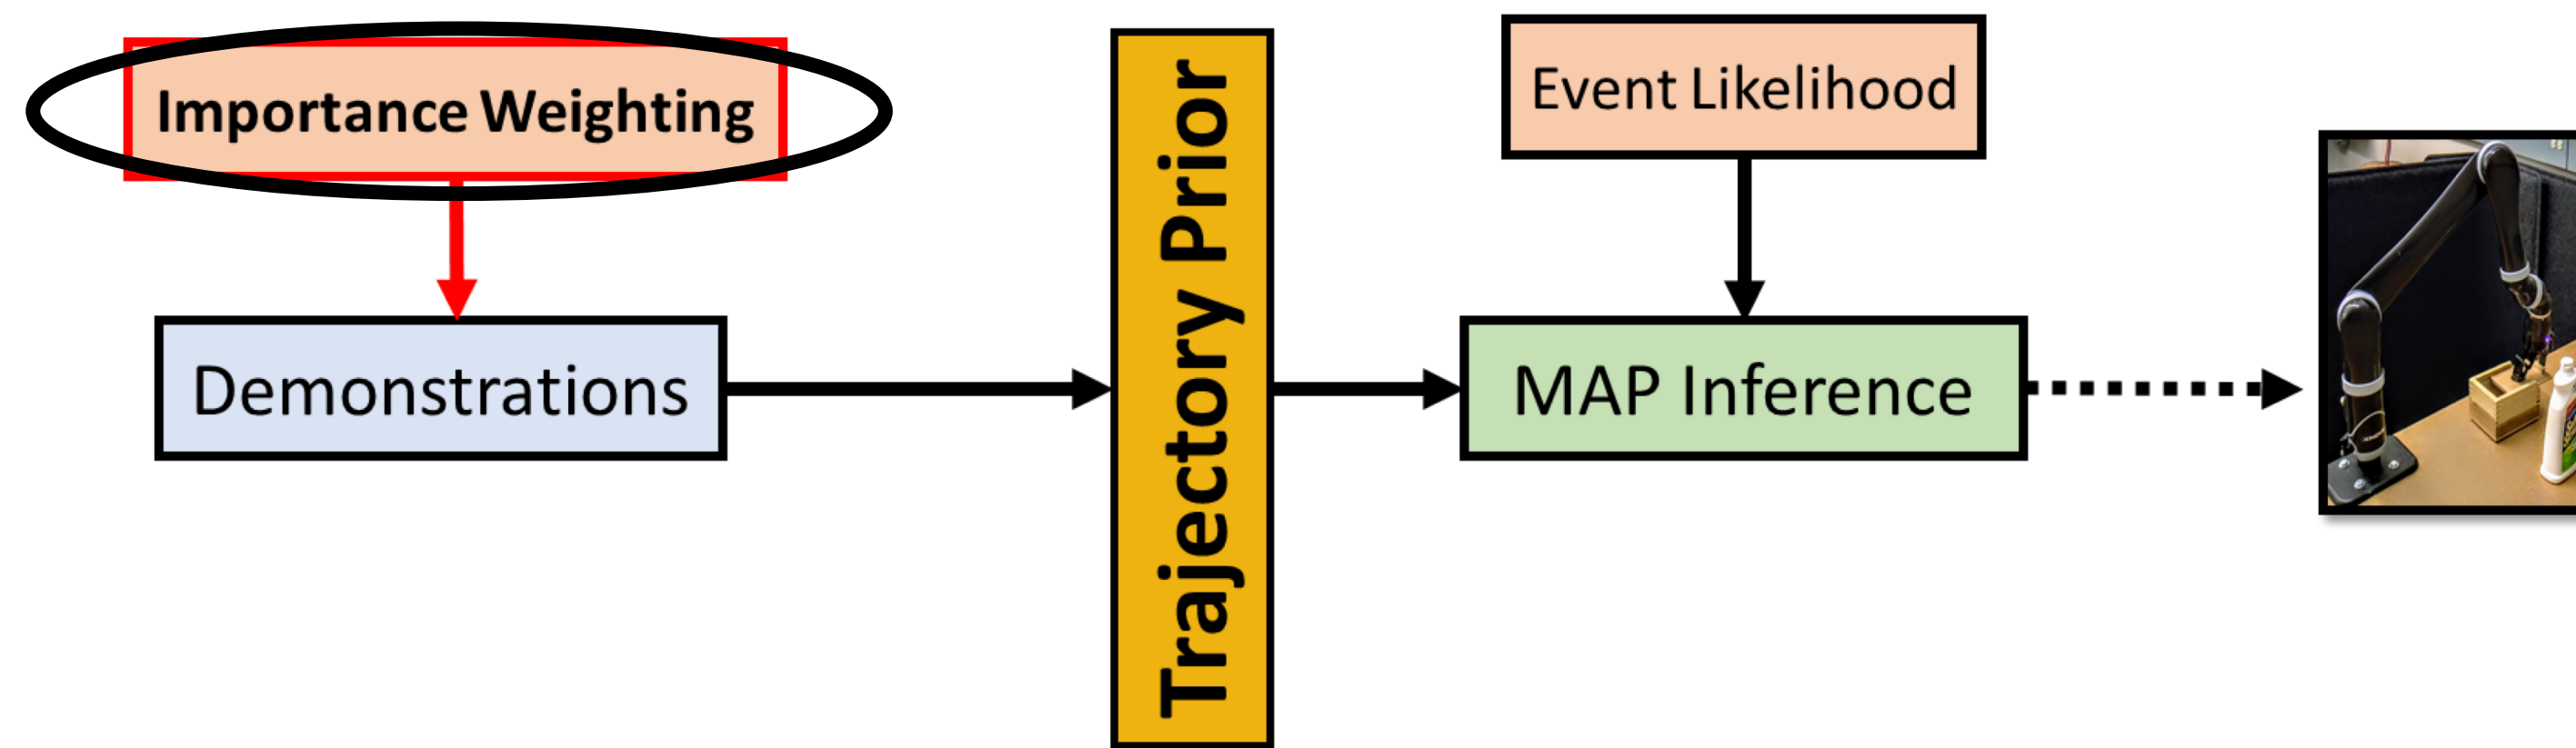 Importance Weighting
Event Likelihood
Trajectory Prior
Demonstrations
MAP Inference